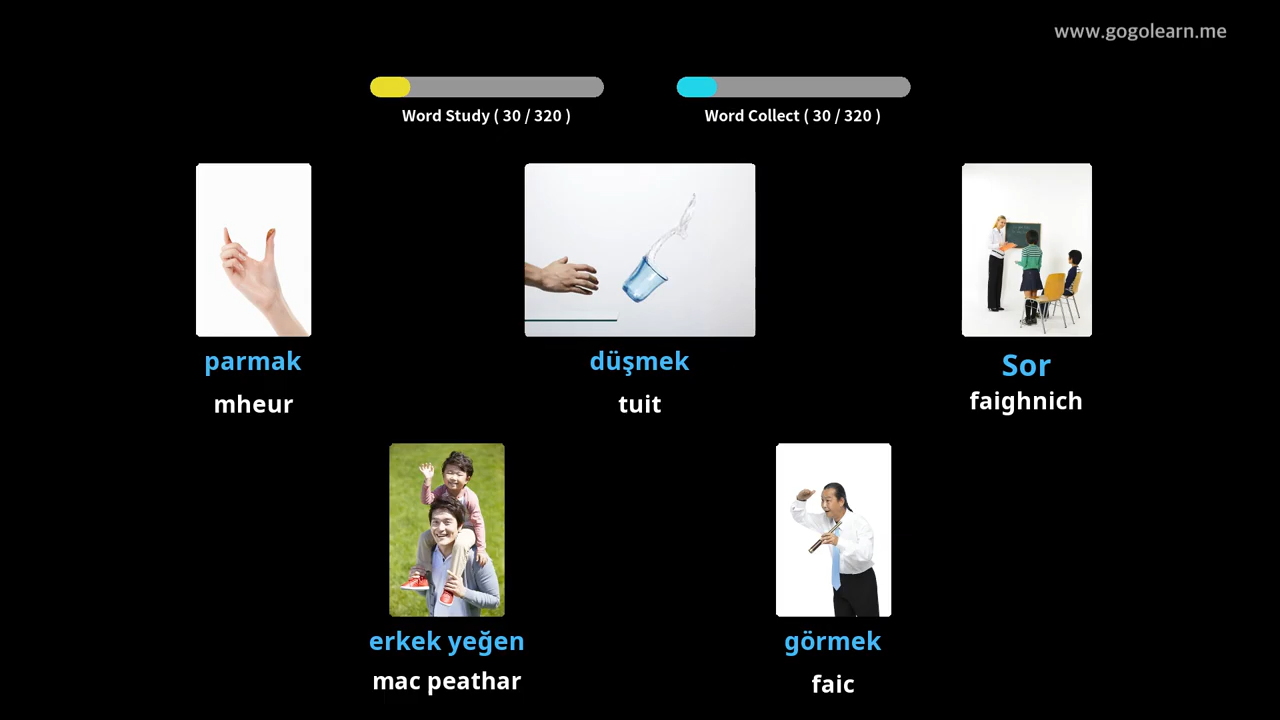 www.gogolearn.me
Word Study ( 30 / 320 )
Word Collect ( 30 / 320 )
parmak
mheur
düşmek
tuit
Sor
faighnich
erkek yeğen
mac peathar
görmek
faic